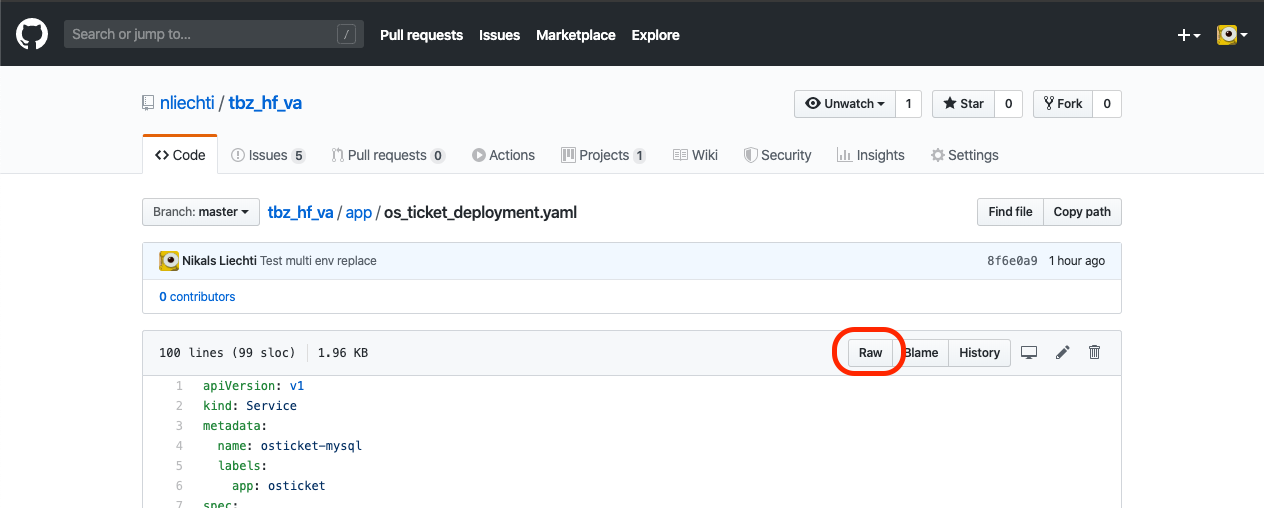 Search or jump to... / Pull requests Issues Marketplace Explore
nliechti / tbz_hf_va Unwatch 1 Star 0 Fork 0
Code Issues 5 Pull requests 0 Actions Projects 1 Wiki Security Insights Settings
Branch: master tbz_hf_va / app / os_ticket_deployment.yaml Find file Copy path
Nikals Liechti Test multi env replace 8f6e0a9 1 hour ago
0 contributors
100 lines (99 sloc) 1.96 KB Raw Blame History
1 apiVersion: v1
2 kind: Service
3 metadata:
4 name: osticket-mysql
5 labels:
6 app: osticket
7 spec: